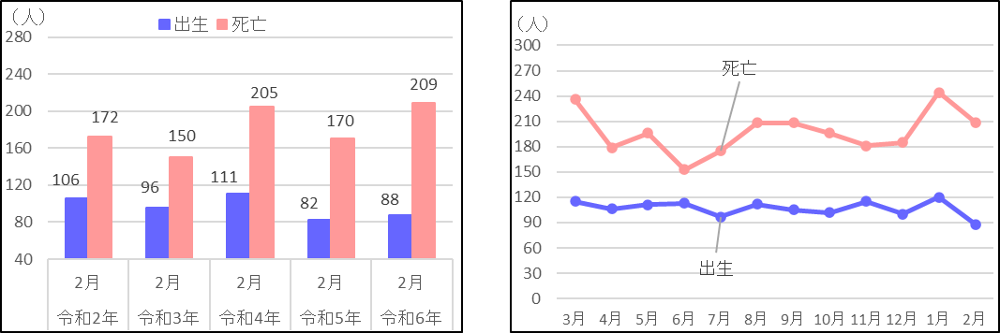 （人）
出生 死亡
280
240
200
160
120
80
40
106 172
96 150
111 205
82 170
88 209
2月 2月 2月 2月 2月
令和2年 令和3年 令和4年 令和5年 令和6年
（人）
300
270
240
210
180
150
120
90
60
30
0
死亡
出生
3月 4月 5月 6月 7月 8月 9月 10月 11月 12月 1月 2月